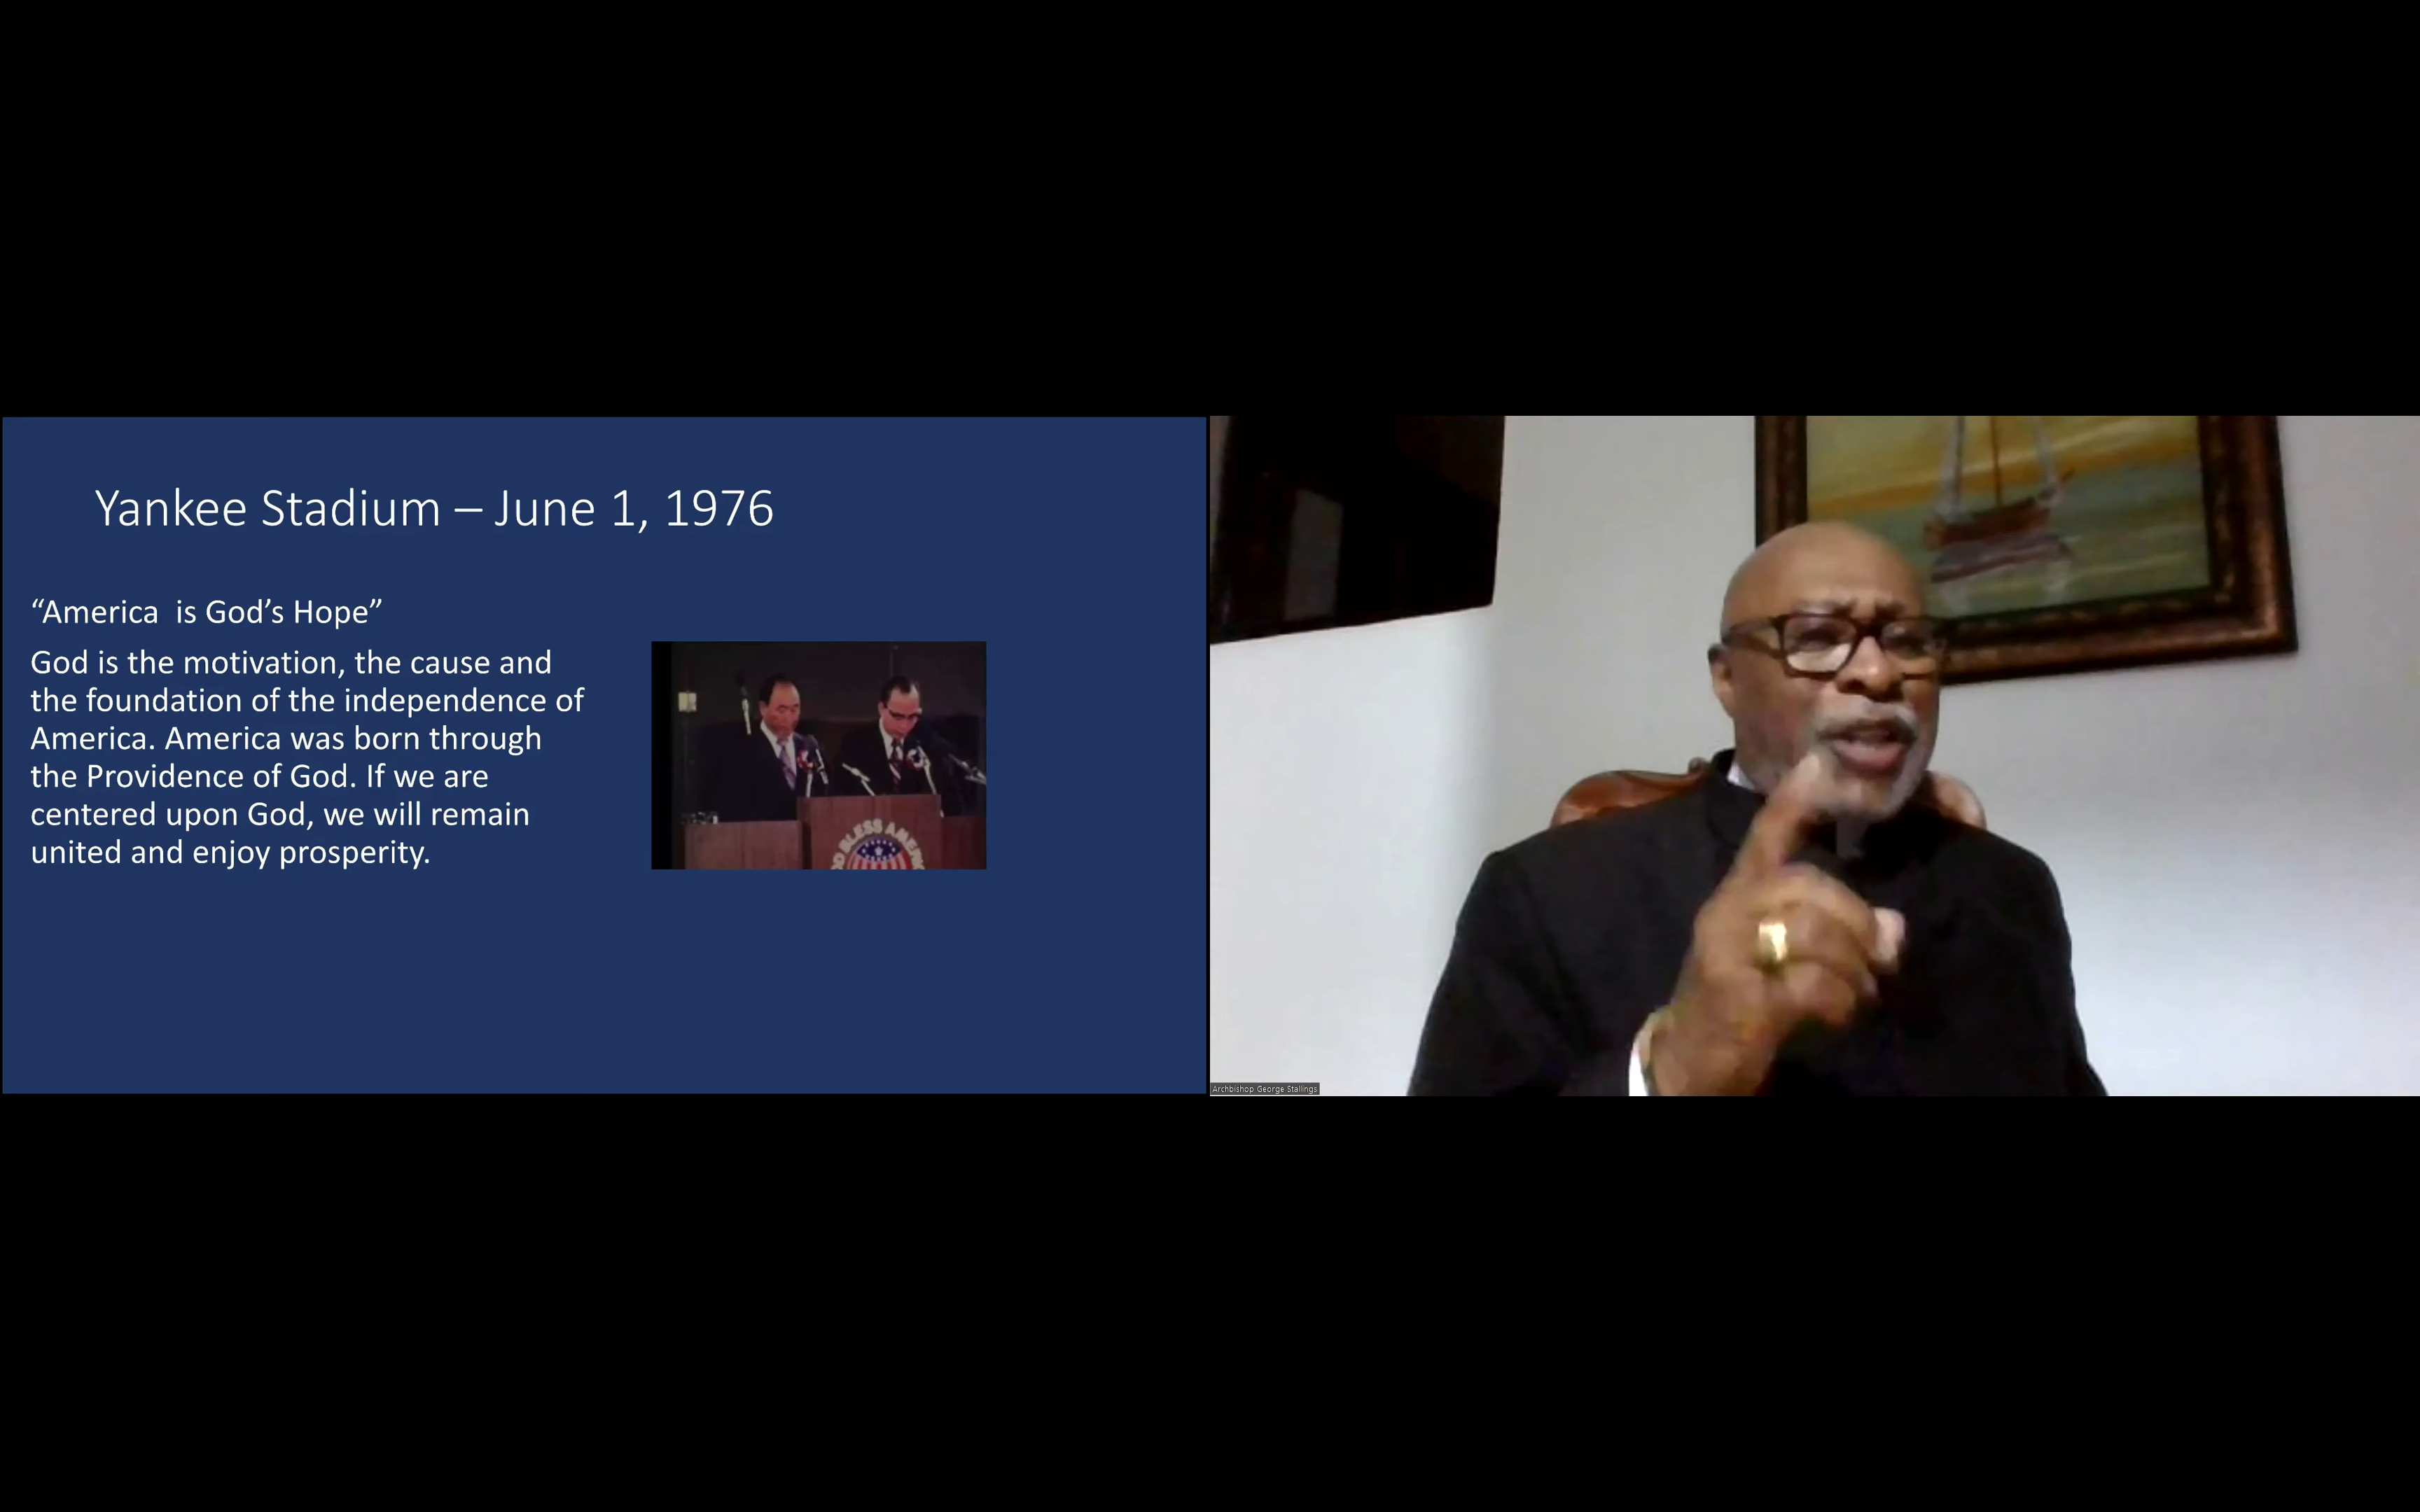 Yankee Stadium – June 1, 1976
“America  is God’s Hope”
God is the motivation, the cause and
the foundation of the independence of
America. America was born through
the Providence of God. If we are
centered upon God, we will remain
united and enjoy prosperity.
BLESS
Archbishop George Stallings